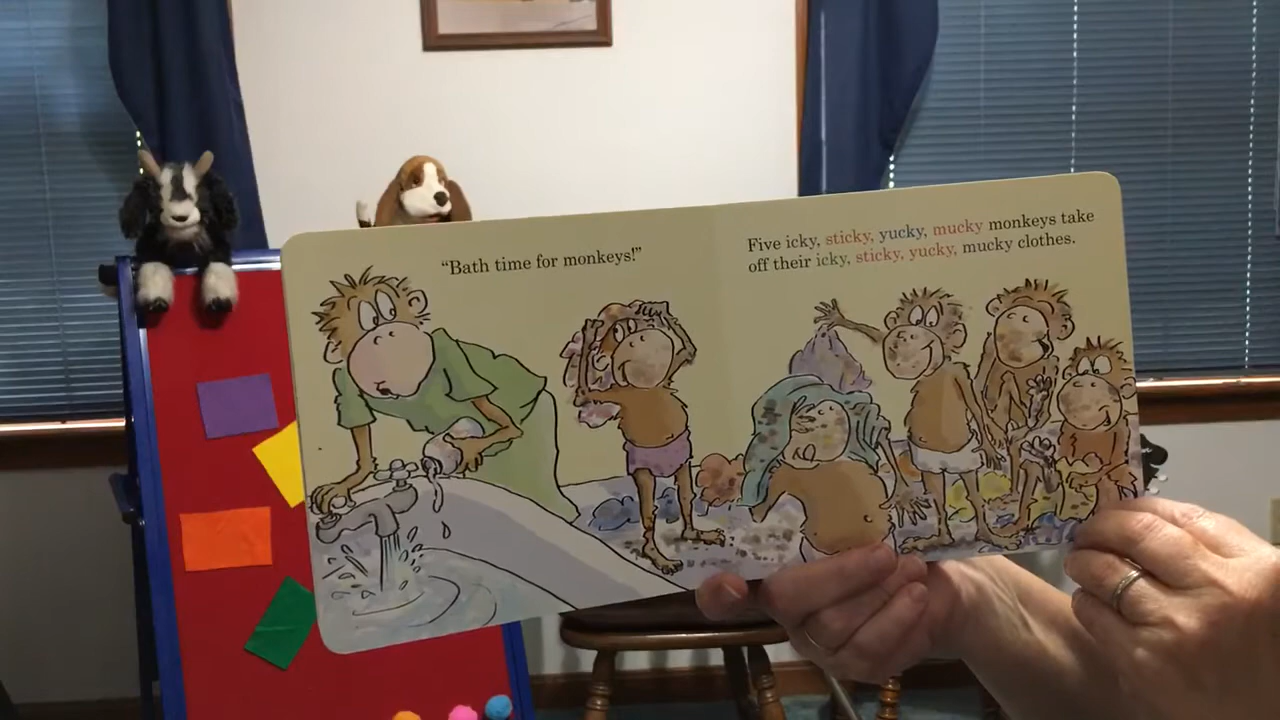 “Bath time for monkeys!”
Five icky, sticky, yucky, mucky monkeys take
off their icky, sticky, yucky, mucky clothes.